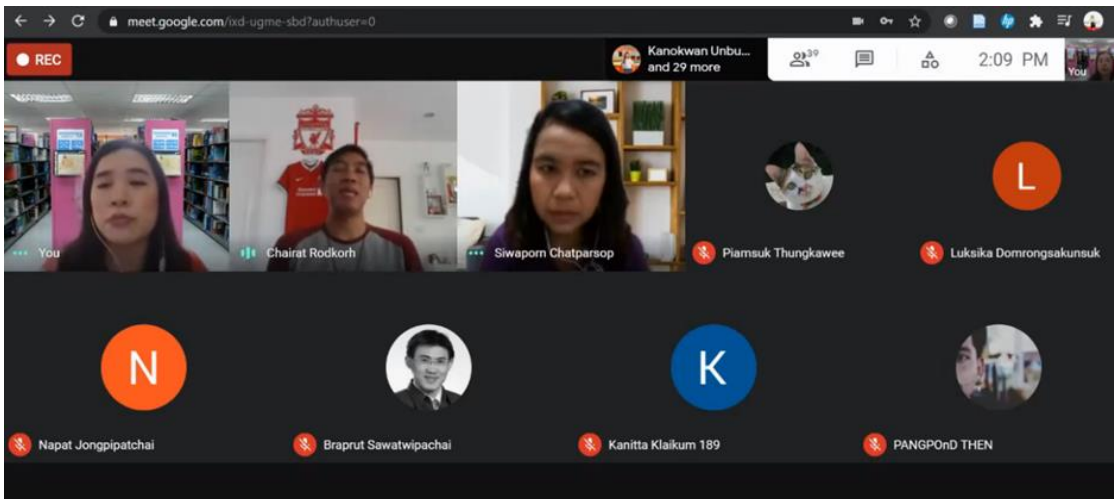 meet.google.com/ixd-ugme-sbd?authuser=0
REC
Kanokwan Unbu...
and 29 more
39
2:09 PM
You
You
Chairat Rodkorh
Siwaporn Chatparsop
Piamsuk Thungkawee
L
Luksika Domrongsakunsuk
N
Napat Jongpipatchai
Braprut Sawatwipachai
K
Kanitta Klaikum 189
PANGPOnD THEN